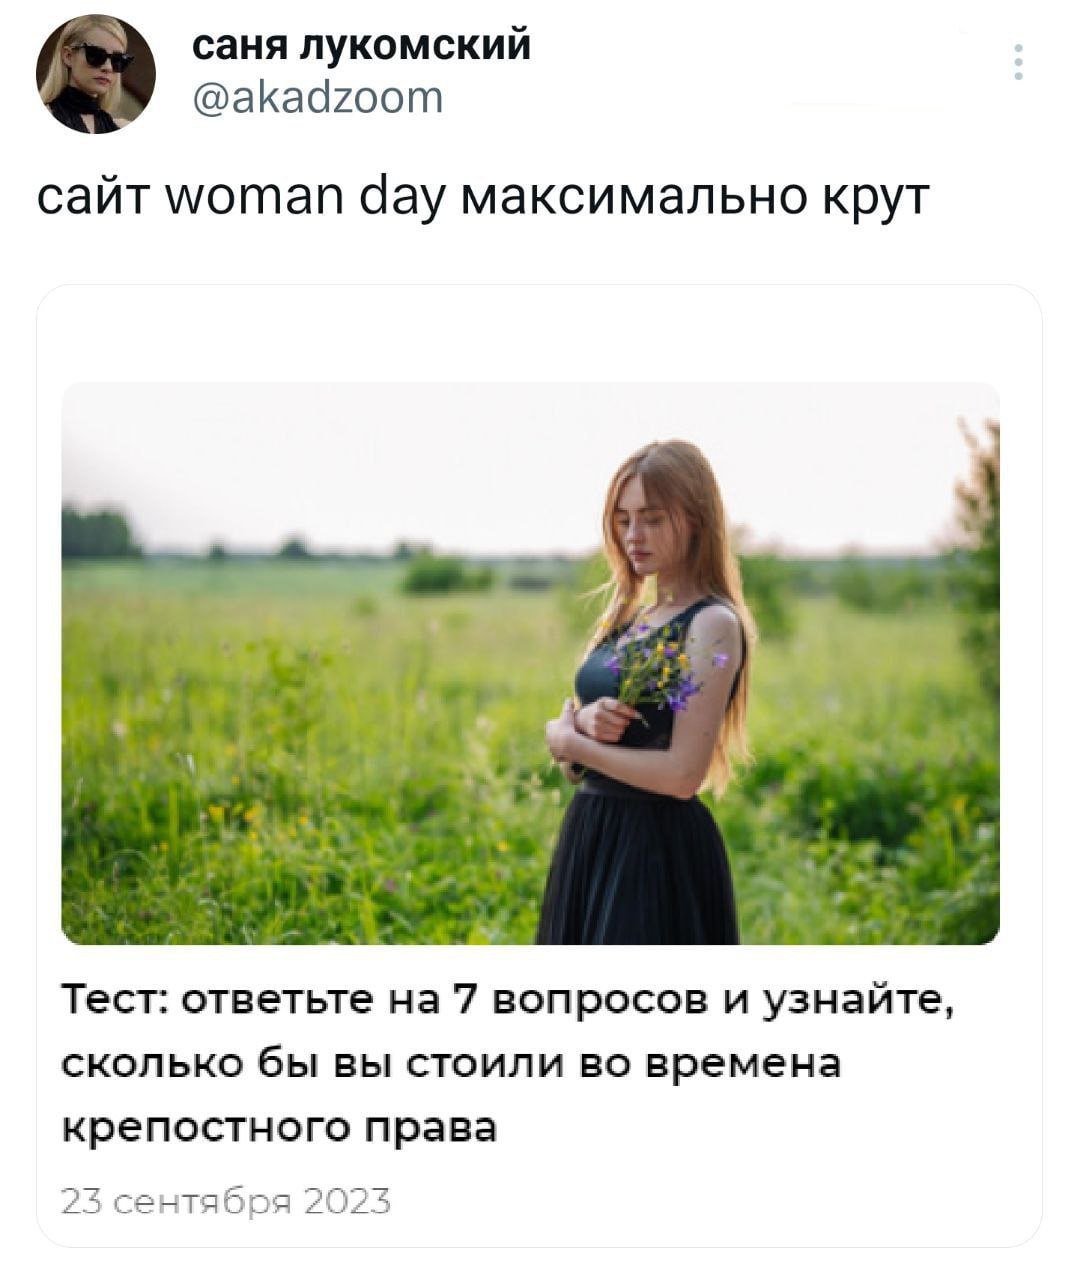 саня лукомский
@akadzoom
сайт woman day максимально крут
Тест: ответьте на 7 вопросов и узнайте,
сколько бы вы стоили во времена
крепостного права
23 сентября 2023